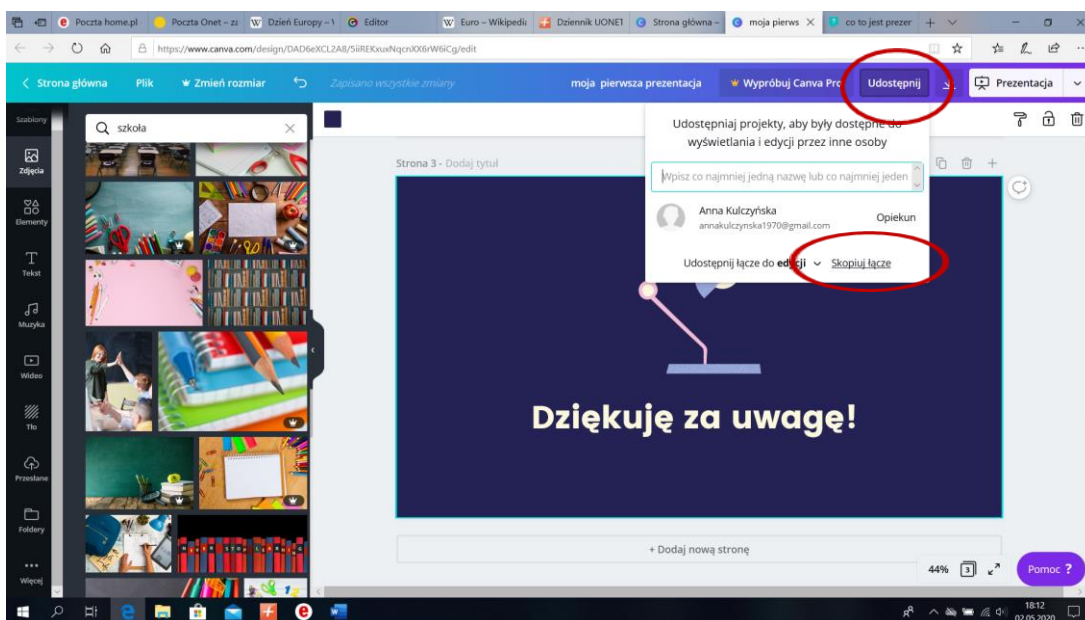 Poczta home.pl
Poczta Onet – za
Dzień Europy –
Editor
Euro – Wikipedia
Dziennik UONET
Strona główna –
moja pierws
co to jest prezer
https://www.canva.com/design/
/edit
Strona główna
Plik
Zmień rozmiar
Zapisano wszystkie zmiany
moja pierwsza prezentacja
Wypróbuj Canva Pro
Udostępnij
Prezentacja
Szablony
Zdjęcia
Elementy
Tekst
Muzyka
Wideo
Tło
Przesłane
Foldery
Więcej
szkoła
Strona 3 - Dodaj tytuł
Udostępniaj projekty, aby były dostępne do
wyświetlania i edycji przez inne osoby
Wpisz co najmniej jedną nazwę lub co najmniej jeden
Anna Kulczyńska
annakulczynska1970@gmail.com
Opiekun
Udostępnij łącze do edycji
Skopiuj łącze
Dziękuję za uwagę!
+ Dodaj nową stronę
44%
3
Pomoc ?
18:12
02.05.2020